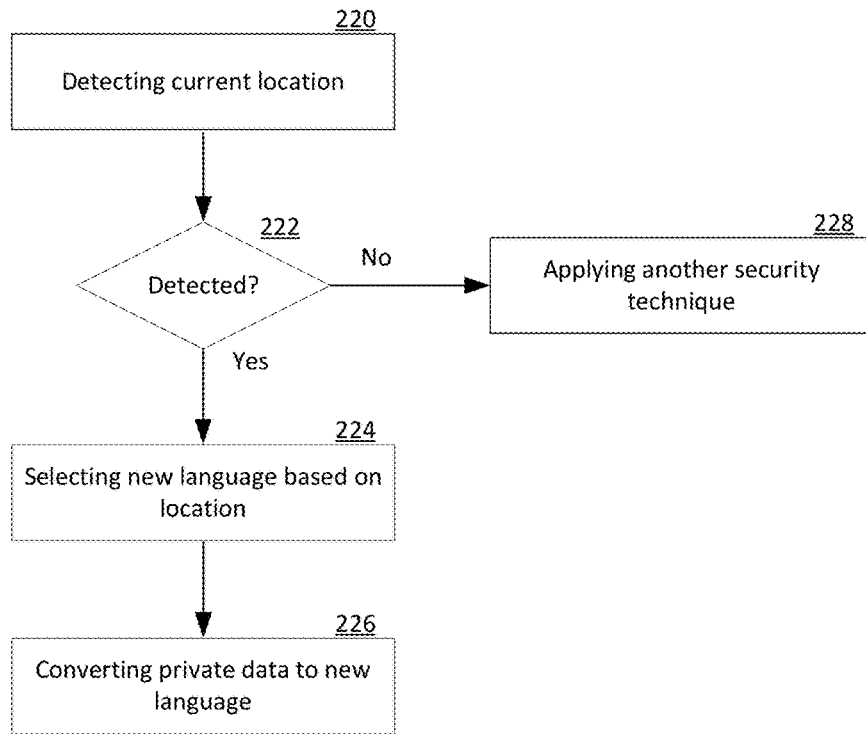 220
Detecting current location
222
Detected?
No
228
Applying another security
technique
Yes
224
Selecting new language based on
location
226
Converting private data to new
language